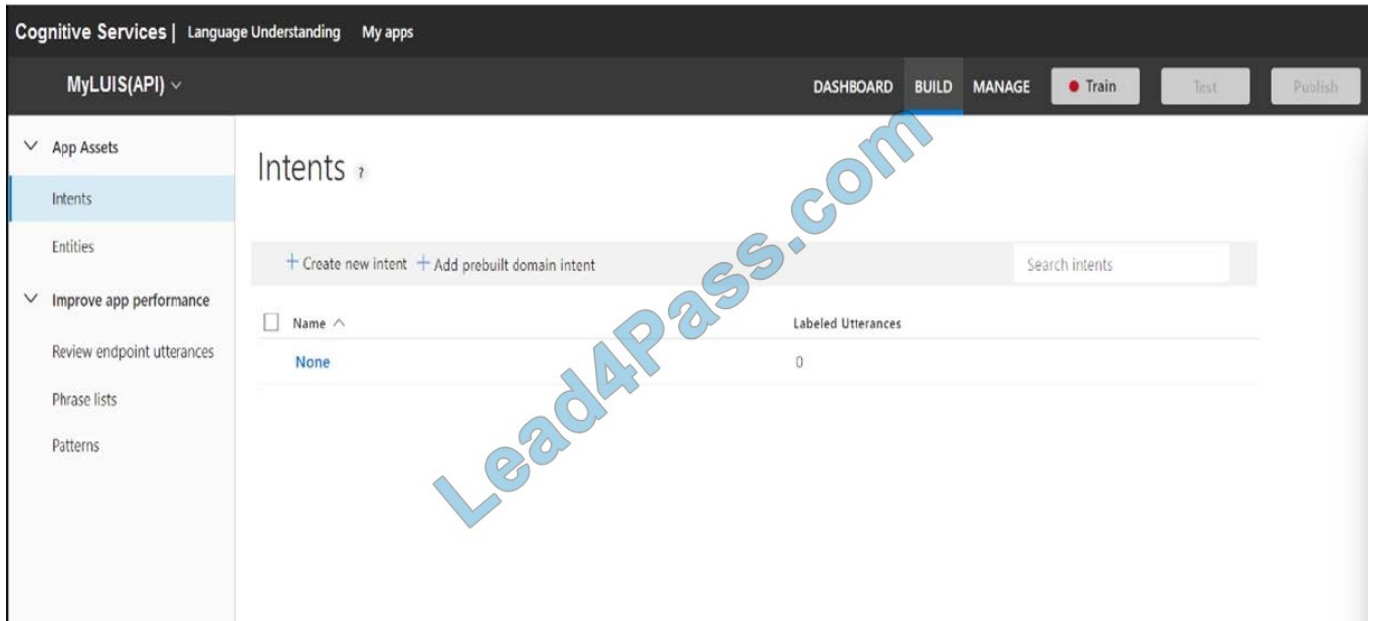 Cognitive Services | Language Understanding My apps
MyLUIS(API) DASHBOARD BUILD MANAGE Train Test Publish
App Assets
Intents
Entities
Improve app performance
Review endpoint utterances
Phrase lists
Patterns
Intents ?
+ Create new intent + Add prebuilt domain intent Search intents
Name Labeled Utterances
None 0
Lead4Pass.com